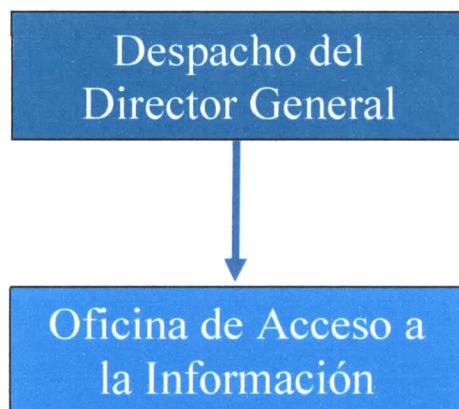 Despacho del
Director General
Oficina de Acceso a
la Información